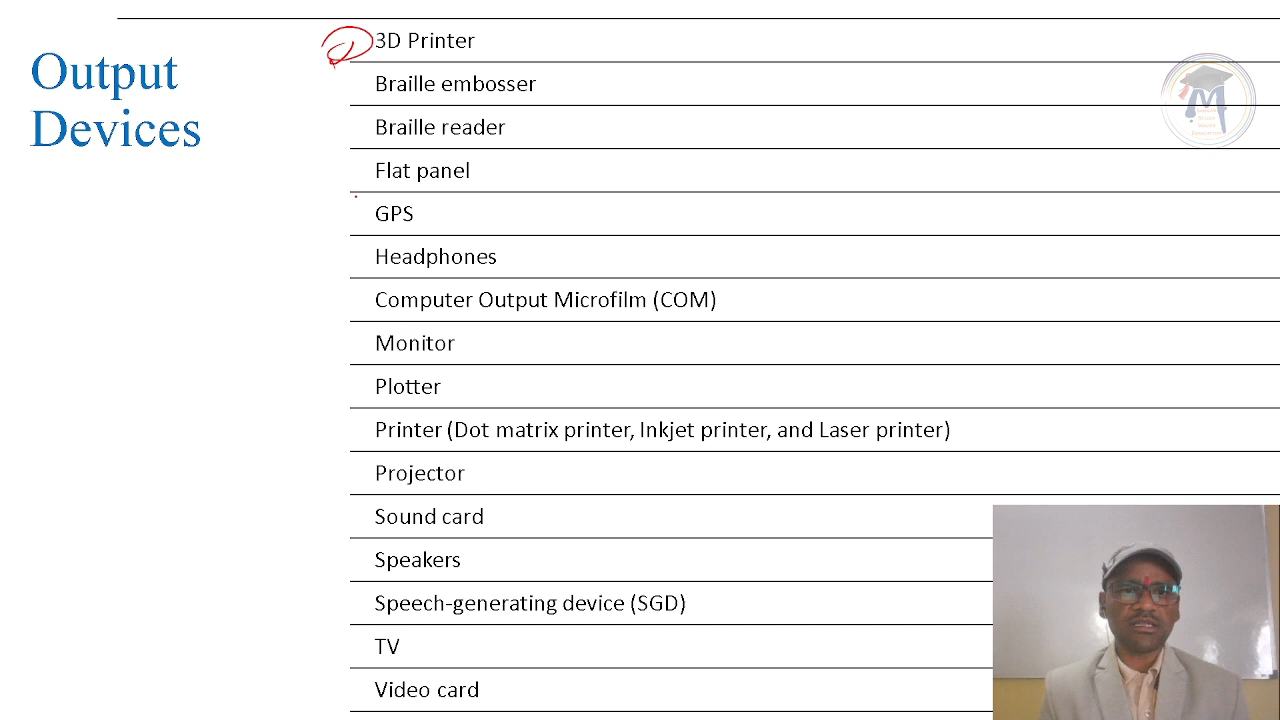 Output
Devices
3D Printer
Braille embosser
Braille reader
Flat panel
GPS
Headphones
Computer Output Microfilm (COM)
Monitor
Plotter
Printer (Dot matrix printer, Inkjet printer, and Laser printer)
Projector
Sound card
Speakers
Speech-generating device (SGD)
TV
Video card